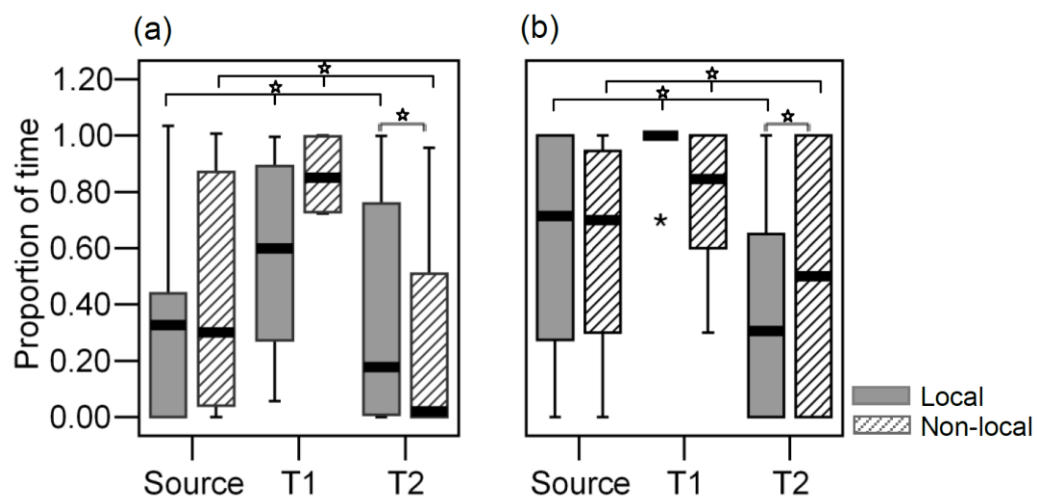 (a)
(b)
Proportion of time
1.20
1.00
0.80
0.60
0.40
0.20
0.00
Source T1 T2
Source T1 T2
Local
Non-local